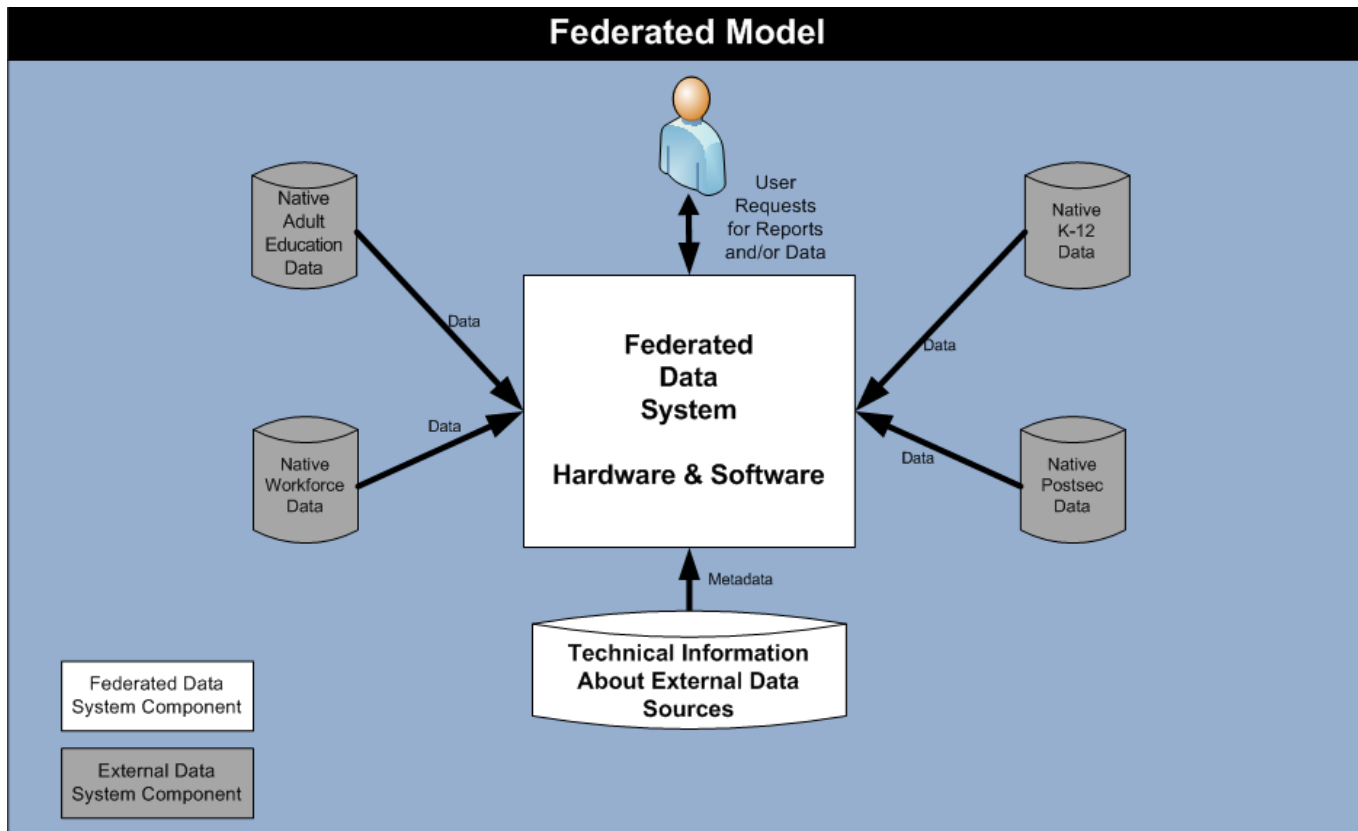 Federated Model
User
Requests
for Reports
and/or Data
Native
Adult
Education
Data
Native
K-12
Data
Data
Data
Federated
Data
System
Hardware & Software
Native
Workforce
Data
Data
Data
Native
Postsec
Data
Metadata
Technical Information
About External Data
Sources
Federated Data
System Component
External Data
System Component